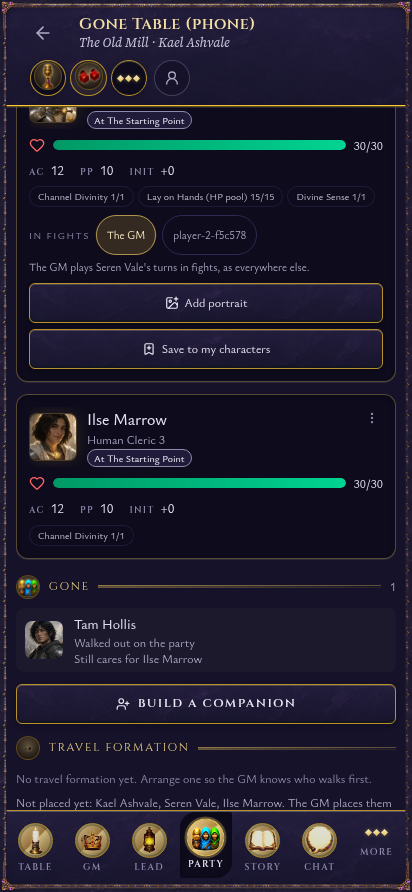 Gone Table (phone)
The Old Mill · Kael Ashvale
At The Starting Point
30/30
AC 12 PP 10 INIT +0
Channel Divinity 1/1 Lay on Hands (HP pool) 15/15 Divine Sense 1/1
IN FIGHTS The GM player-2-f5c578
The GM plays Seren Vale's turns in fights, as everywhere else.
Add portrait
Save to my characters
Ilse Marrow
Human Cleric 3
At The Starting Point
30/30
AC 12 PP 10 INIT +0
Channel Divinity 1/1
GONE 1
Tam Hollis
Walked out on the party
Still cares for Ilse Marrow
BUILD A COMPANION
TRAVEL FORMATION
No travel formation yet. Arrange one so the GM knows who walks first.
Not placed yet: Kael Ashvale, Seren Vale, Ilse Marrow. The GM places them
TABLE GM LEAD PARTY STORY CHAT MORE